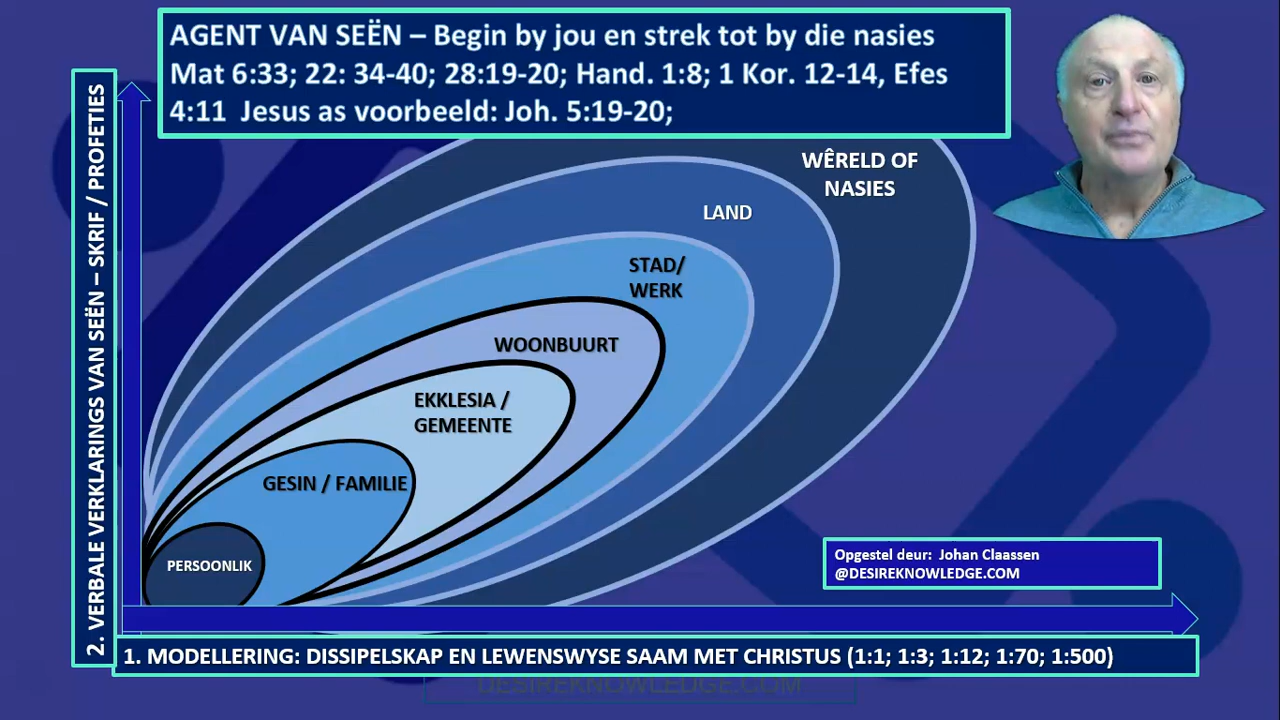 AGENT VAN SEËN – Begin by jou en strek tot by die nasies
Mat 6:33; 22: 34-40; 28:19-20; Hand. 1:8; 1 Kor. 12-14, Efes
4:11 Jesus as voorbeeld: Joh. 5:19-20;
2. VERBALE VERKLARINGS VAN SEËN – SKRIF / PROFETIES
WÊRELD OF
NASIES
LAND
STAD/
WERK
WOONBUURT
EKKLESIA /
GEMEENTE
GESIN / FAMILIE
PERSOONLIK
Opgestel deur: Johan Claassen
@DESIREKNOWLEDGE.COM
1. MODELLERING: DISSIPELSKAP EN LEWENSWYSE SAAM MET CHRISTUS (1:1; 1:3; 1:12; 1:70; 1:500)
DESIREKNOWLEDGE.COM